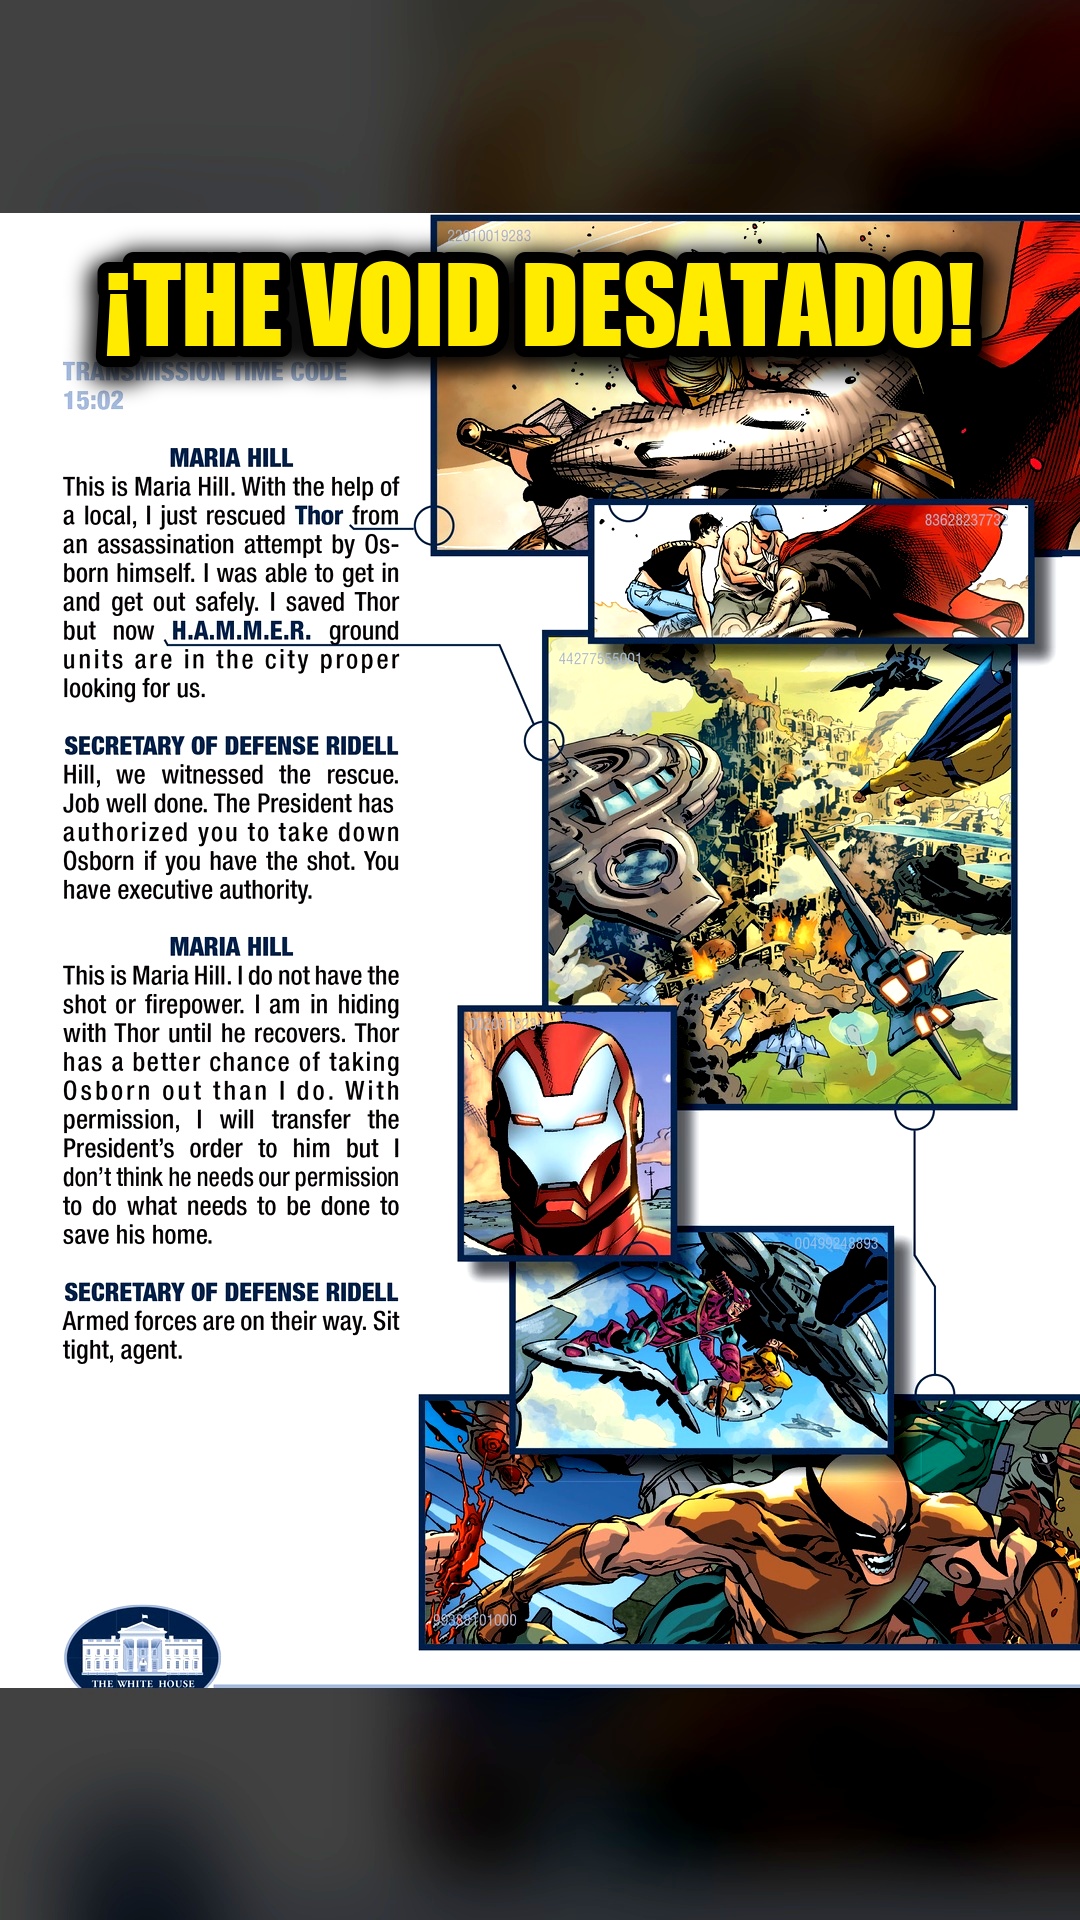 22010019283
¡THE VOID DESATADO!
TRANSMISSION TIME CODE
15:02
MARIA HILL
This is Maria Hill. With the help of
a local, I just rescued Thor from
an assassination attempt by Os-
born himself. I was able to get in
and get out safely. I saved Thor
but now H.A.M.M.E.R. ground
units are in the city proper
looking for us.
SECRETARY OF DEFENSE RIDELL
Hill, we witnessed the rescue.
Job well done. The President has
authorized you to take down
Osborn if you have the shot. You
have executive authority.
MARIA HILL
This is Maria Hill. I do not have the
shot or firepower. I am in hiding
with Thor until he recovers. Thor
has a better chance of taking
Osborn out than I do. With
permission, I will transfer the
President's order to him but I
don't think he needs our permission
to do what needs to be done to
save his home.
SECRETARY OF DEFENSE RIDELL
Armed forces are on their way. Sit
tight, agent.
44277555001
00499248893
99388101000
THE WHITE HOUSE